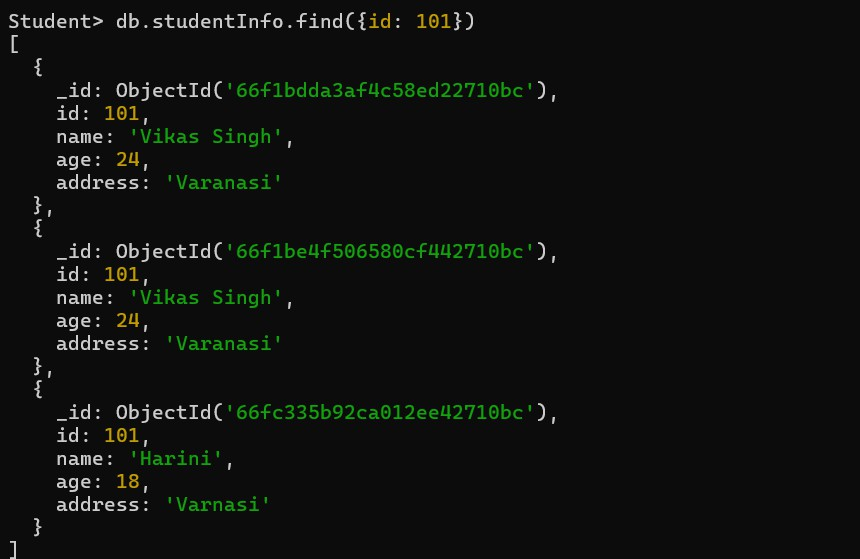 Student> db.studentInfo.find({id: 101})
[
  {
    _id: ObjectId('66f1bdda3af4c58ed22710bc'),
    id: 101,
    name: 'Vikas Singh',
    age: 24,
    address: 'Varanasi'
  },
  {
    _id: ObjectId('66f1be4f506580cf442710bc'),
    id: 101,
    name: 'Vikas Singh',
    age: 24,
    address: 'Varanasi'
  },
  {
    _id: ObjectId('66fc335b92ca012ee42710bc'),
    id: 101,
    name: 'Harini',
    age: 18,
    address: 'Varnasi'
  }
]